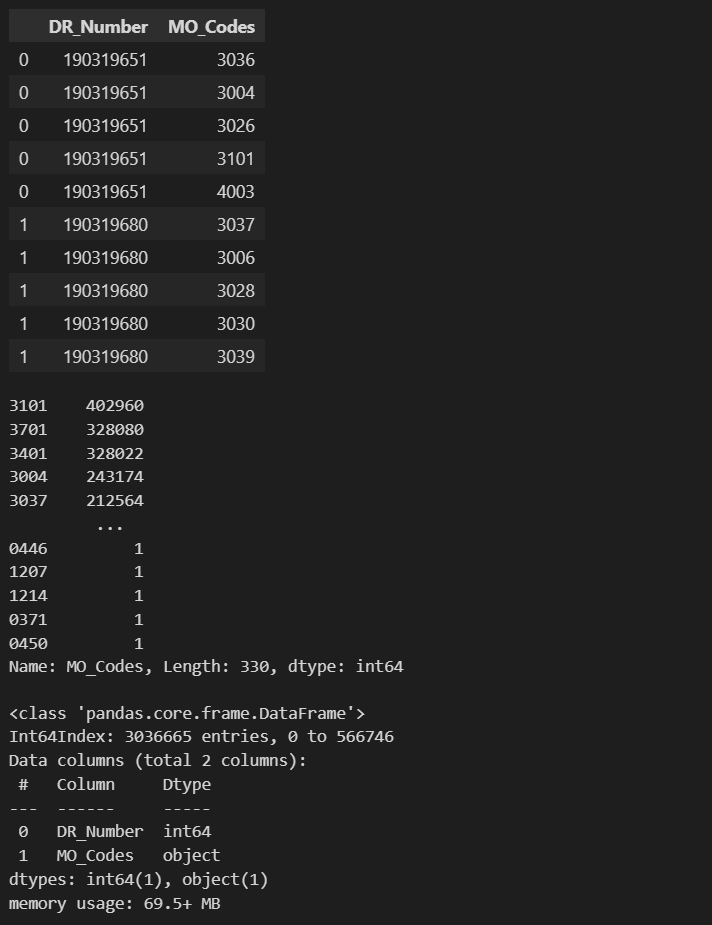 DR_Number MO_Codes
0 190319651 3036
0 190319651 3004
0 190319651 3026
0 190319651 3101
0 190319651 4003
1 190319680 3037
1 190319680 3006
1 190319680 3028
1 190319680 3030
1 190319680 3039
3101    402960
3701    328080
3401    328022
3004    243174
3037    212564
         ...
0446         1
1207         1
1214         1
0371         1
0450         1
Name: MO_Codes, Length: 330, dtype: int64
<class 'pandas.core.frame.DataFrame'>
Int64Index: 3036665 entries, 0 to 566746
Data columns (total 2 columns):
 #   Column     Dtype
---  ------     -----
 0   DR_Number  int64
 1   MO_Codes   object
dtypes: int64(1), object(1)
memory usage: 69.5+ MB